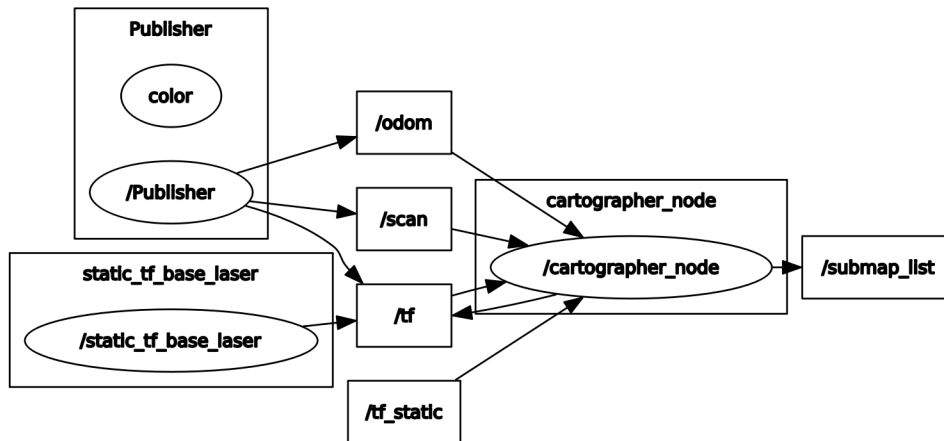 Publisher
color
/Publisher
static_tf_base_laser
/static_tf_base_laser
/odom
/scan
/tf
/tf_static
cartographer_node
/cartographer_node
/submap_list